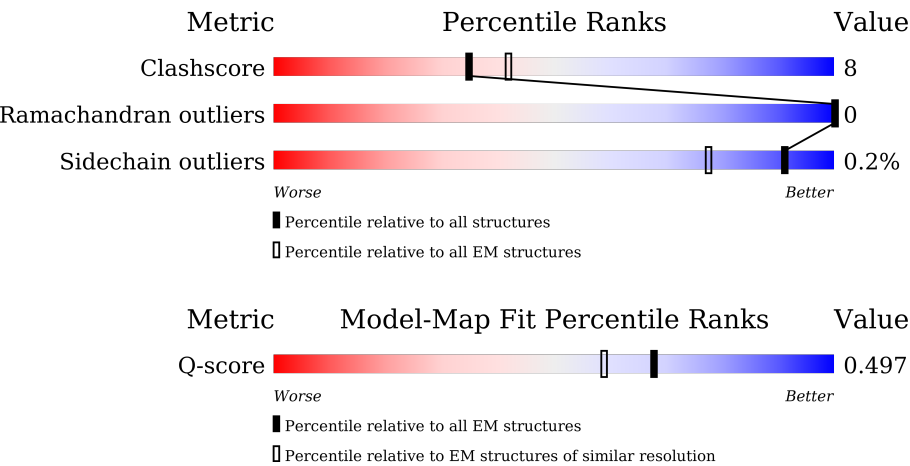 Metric Percentile Ranks Value
Clashscore 8
Ramachandran outliers 0
Sidechain outliers 0.2%
Worse Better
Percentile relative to all structures
Percentile relative to all EM structures
Metric Model-Map Fit Percentile Ranks Value
Q-score 0.497
Worse Better
Percentile relative to all EM structures
Percentile relative to EM structures of similar resolution